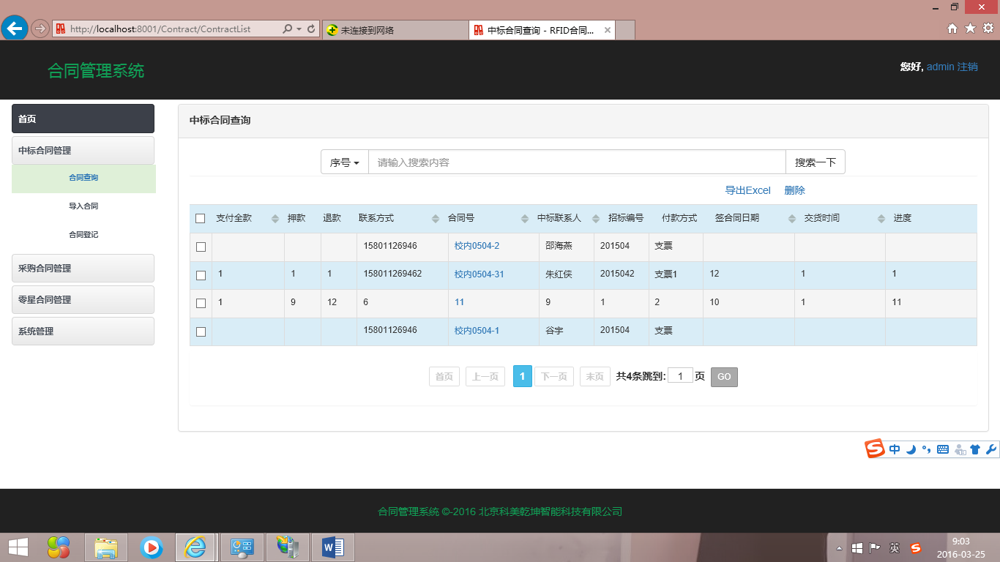 http://localhost:8001/Contract/ContractList
未连接到网络
中标合同查询 - RFID合同...
合同管理系统
您好, admin 注销
首页
中标合同管理
合同查询
导入合同
合同登记
采购合同管理
零星合同管理
系统管理
中标合同查询
序号 请输入搜索内容 搜索一下
导出Excel 删除
支付全款 押款 退款 联系方式 合同号 中标联系人 招标编号 付款方式 签合同日期 交货时间 进度
15801126946 校内0504-2 邵海燕 201504 支票
1 1 1 158011269462 校内0504-31 朱红侠 2015042 支票1 12 1 1
1 9 12 6 11 9 1 2 10 1 11
15801126946 校内0504-1 谷宇 201504 支票
首页 上一页 1 下一页 末页 共4条跳到: 1 页 GO
中
合同管理系统 ©-2016 北京科美乾坤智能科技有限公司
英
9:03
2016-03-25